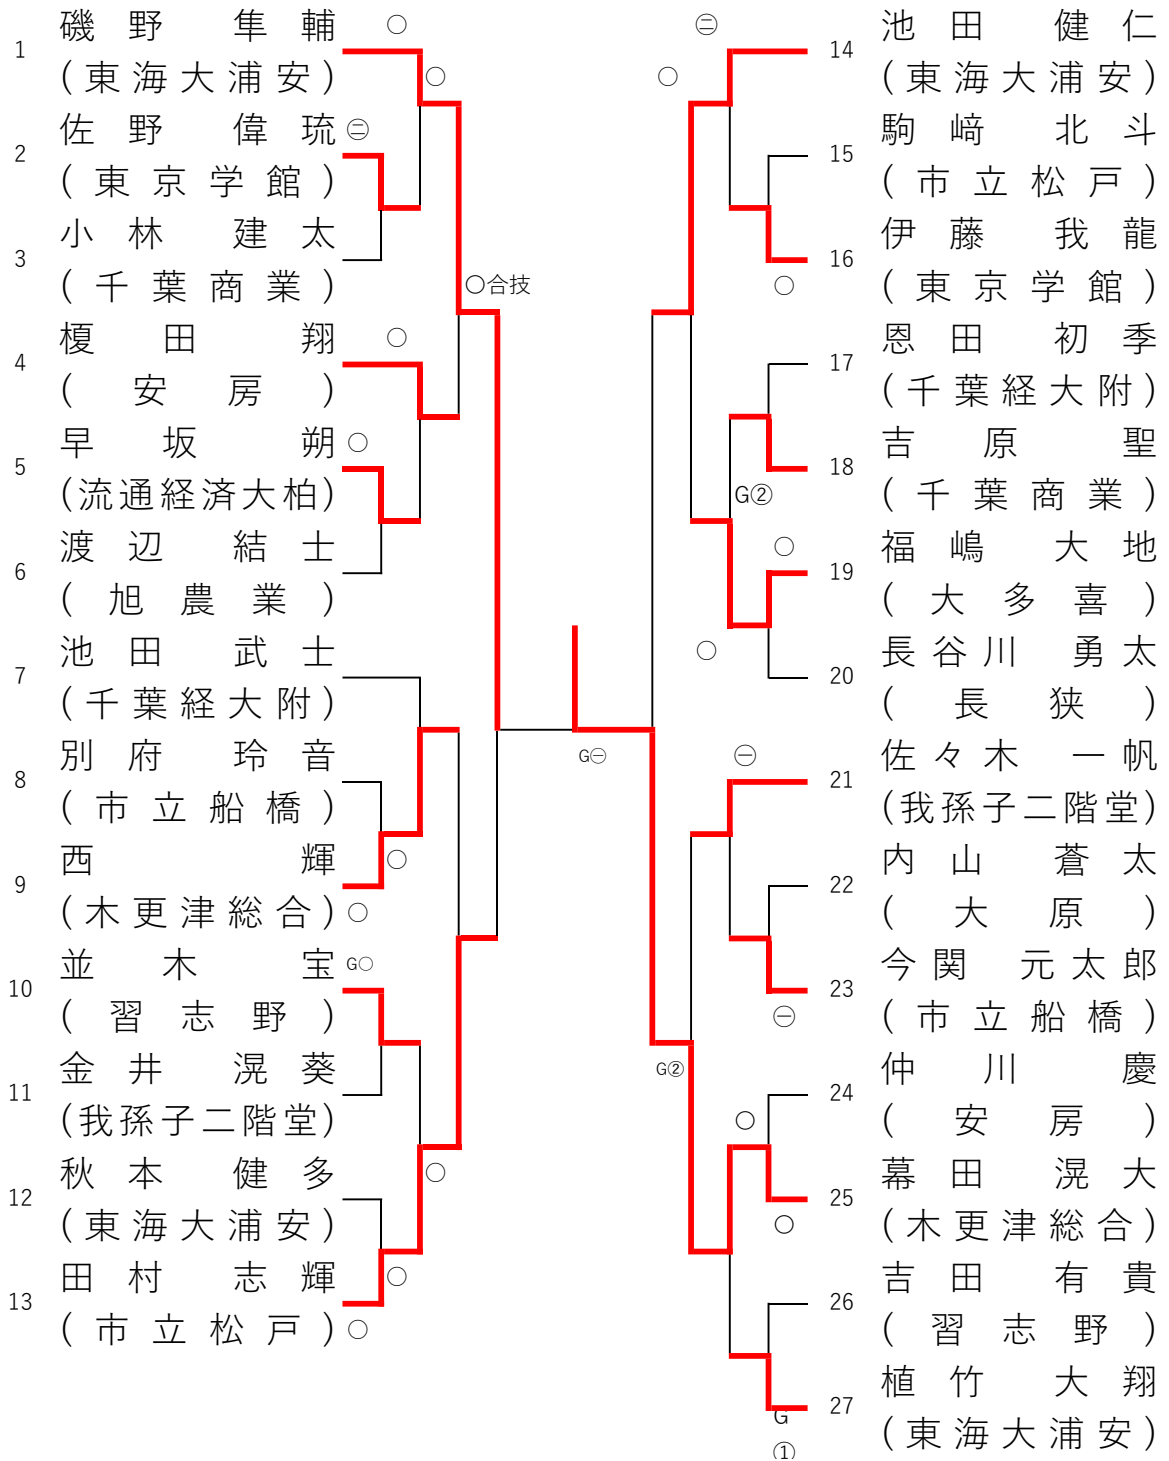 磯野 隼輔 ○
1
(東海大浦安) ○
佐野 偉琉 ㊁
2
(東京学館)
小林 建太
3
(千葉商業) ○合技
榎田 翔 ○
4
(安房)
早坂 朔 ○
5
(流通経済大柏)
渡辺 結士
6
(旭農業)
池田 武士
7
(千葉経大附)
別府 玲音
8
(市立船橋)
西 輝 ○
9
(木更津総合) ○
並木 宝 G○
10
(習志野)
金井 滉葵
11
(我孫子二階堂)
秋本 健多 ○
12
(東海大浦安)
田村 志輝 ○
13
(市立松戸) ○
G㊀
㊁ 池田 健仁
14
○ (東海大浦安)
駒﨑 北斗
15
(市立松戸)
伊藤 我龍
16
○ (東京学館)
恩田 初季
17
(千葉経大附)
吉原 聖
18
G② (千葉商業)
○ 福嶋 大地
19
(大多喜)
○ 長谷川 勇太
20
(長狭)
㊀ 佐々木 一帆
21
(我孫子二階堂)
内山 蒼太
22
(大原)
今関 元太郎
23
㊀ (市立船橋)
G② 仲川 慶
24
○ (安房)
幕田 滉大
25
○ (木更津総合)
吉田 有貴
26
(習志野)
植竹 大翔
27
G
(東海大浦安)
①